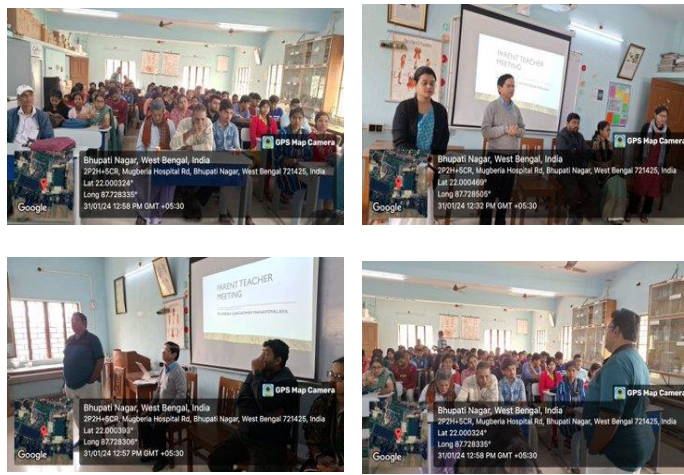 GPS Map Camera
Bhupati Nagar, West Bengal, India
2P2H+5CR, Mugberia Hospital Rd, Bhupati Nagar, West Bengal 721425, India
Lat 22.000324°
Long 87.728335°
31/01/24 12:58 PM GMT +05:30
Google
PARENT TEACHER
MEETING
GPS Map Camera
Bhupati Nagar, West Bengal, India
2P2H+5CR, Mugberia Hospital Rd, Bhupati Nagar, West Bengal 721425, India
Lat 22.000469°
Long 87.728505°
31/01/24 12:32 PM GMT +05:30
Google
PARENT TEACHER
MEETING
GPS Map Camera
Bhupati Nagar, West Bengal, India
2P2H+5CR, Mugberia Hospital Rd, Bhupati Nagar, West Bengal 721425, India
Lat 22.000393°
Long 87.728306°
31/01/24 12:57 PM GMT +05:30
Google
GPS Map Camera
Bhupati Nagar, West Bengal, India
2P2H+5CR, Mugberia Hospital Rd, Bhupati Nagar, West Bengal 721425, India
Lat 22.000324°
Long 87.728335°
31/01/24 12:58 PM GMT +05:30
Google